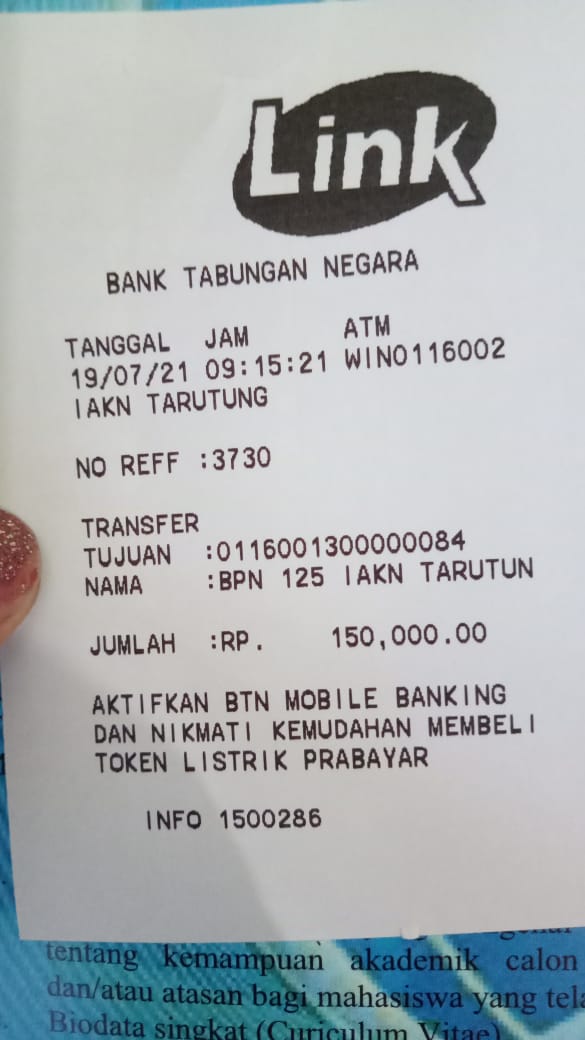 Link
BANK TABUNGAN NEGARA
TANGGAL JAM ATM
19/07/21 09:15:21 WIN0116002
IAKN TARUTUNG
NO REFF :3730
TRANSFER
TUJUAN :0116001300000084
NAMA :BPN 125 IAKN TARUTUN
JUMLAH :RP. 150,000.00
AKTIFKAN BTN MOBILE BANKING
DAN NIKMATI KEMUDAHAN MEMBELI
TOKEN LISTRIK PRABAYAR
INFO 1500286
tentang kemampuan akademik calon
dan/atau atasan bagi mahasiswa yang
Biodata singkat (Curiculum Vitae)